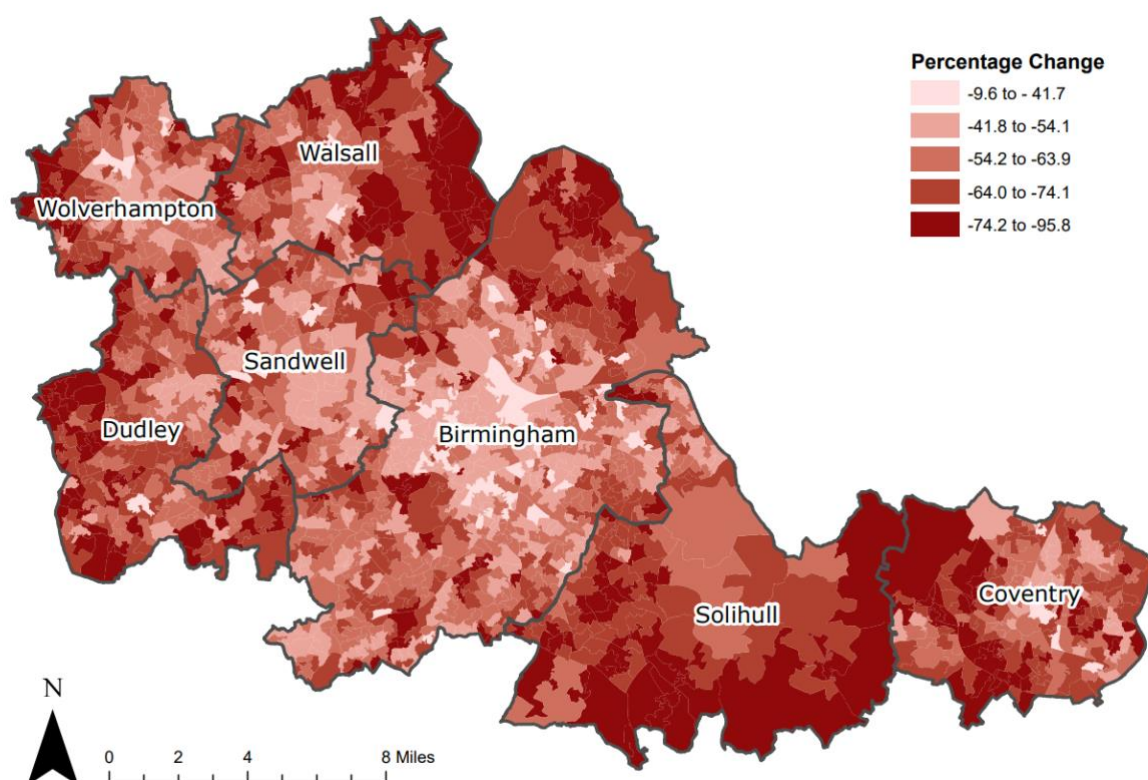 Percentage Change
-9.6 to - 41.7
-41.8 to -54.1
-54.2 to -63.9
-64.0 to -74.1
-74.2 to -95.8
Walsall
Wolverhampton
Sandwell
Dudley
Birmingham
Solihull
Coventry
N
0 2 4 8 Miles